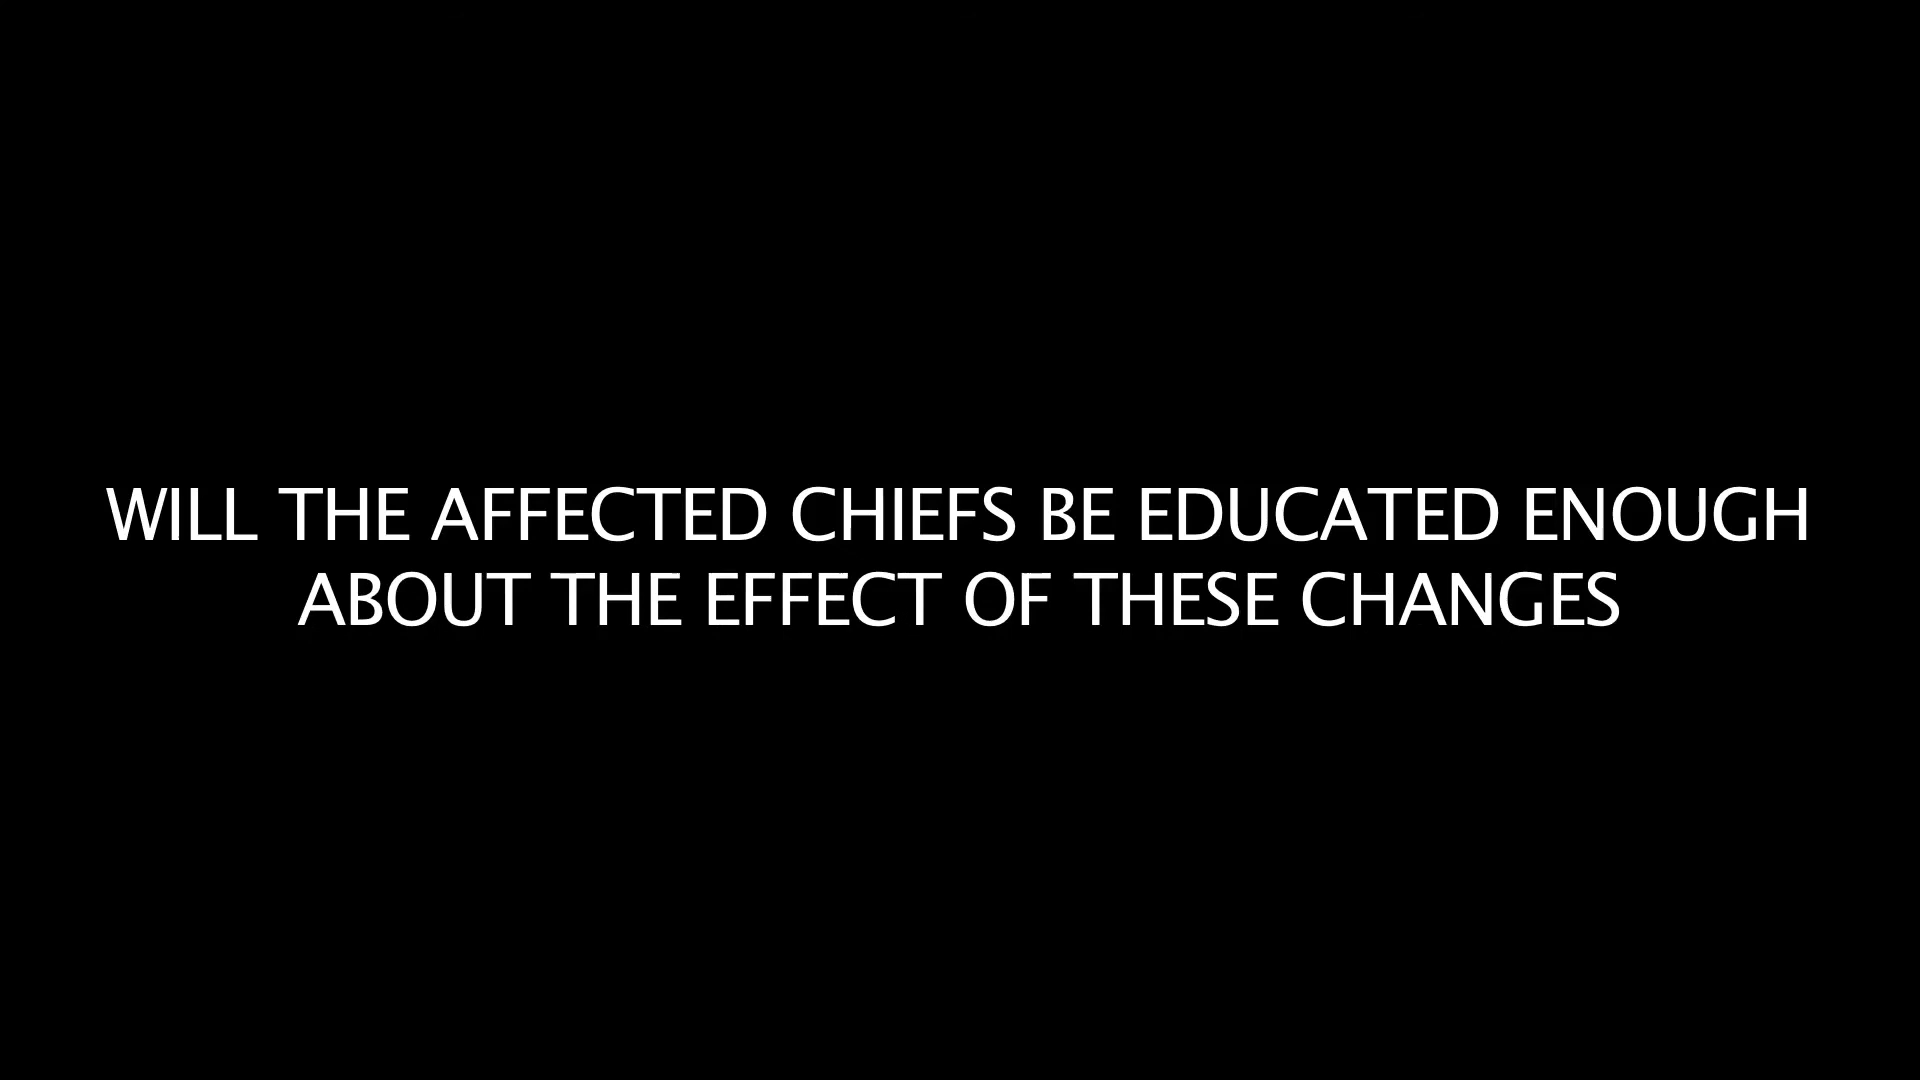 WILL THE AFFECTED CHIEFS BE EDUCATED ENOUGH
ABOUT THE EFFECT OF THESE CHANGES